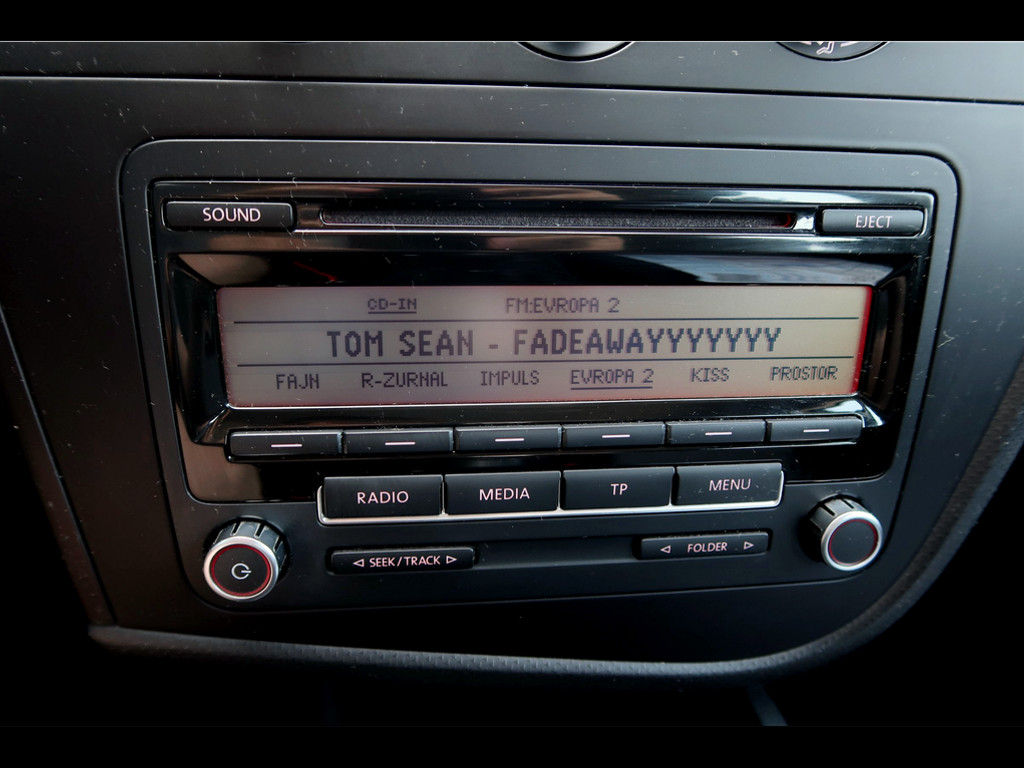 SOUND EJECT
CD-IN FM:EVROPA 2
TOM SEAN - FADEAWAYYYYYYY
FAJN R-ZURNAL IMPULS EVROPA 2 KISS PROSTOR
RADIO MEDIA TP MENU
SEEK/TRACK FOLDER